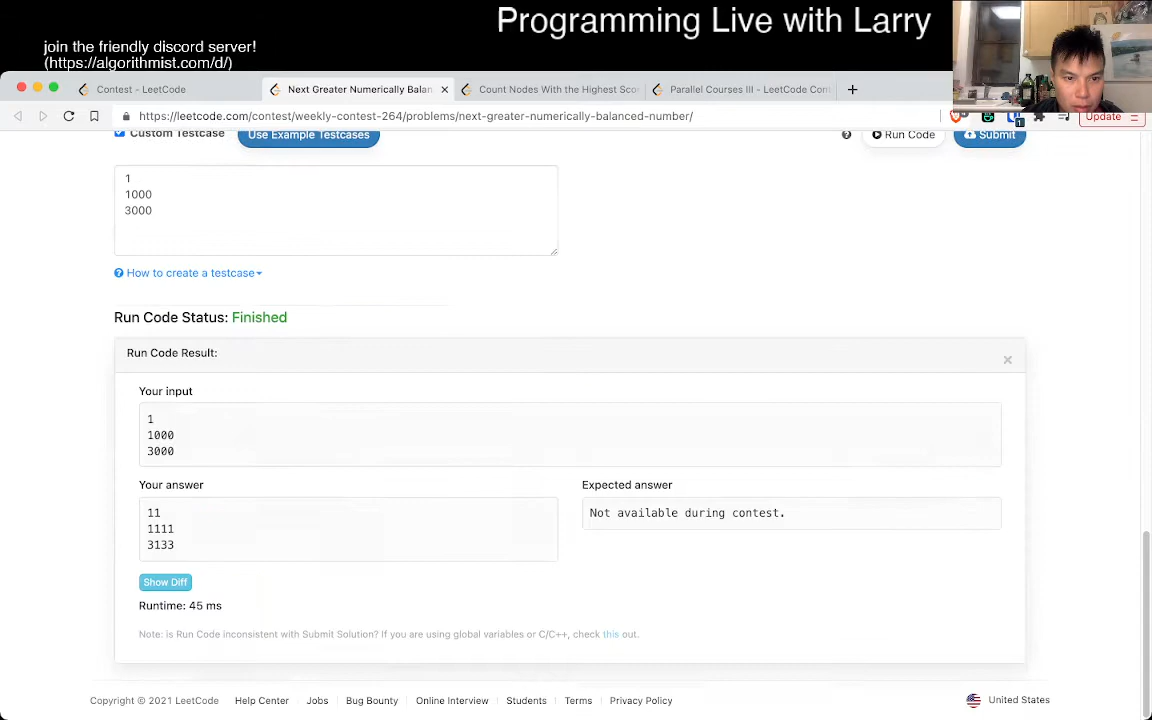 Programming Live with Larry
join the friendly discord server!
(https://algorithmist.com/d/)
Contest - LeetCode
Next Greater Numerically Balan
Count Nodes With the Highest Sco
Parallel Courses III - LeetCode Cont
https://leetcode.com/contest/weekly-contest-264/problems/next-greater-numerically-balanced-number/
1
Update
Custom Testcase
Use Example Testcases
Run Code
Submit
1
1000
3000
How to create a testcase
Run Code Status: Finished
Run Code Result:
Your input
1
1000
3000
Your answer
Expected answer
11
1111
3133
Not available during contest.
Show Diff
Runtime: 45 ms
Note: is Run Code inconsistent with Submit Solution? If you are using global variables or C/C++, check this out.
Copyright © 2021 LeetCode
Help Center
Jobs
Bug Bounty
Online Interview
Students
Terms
Privacy Policy
United States